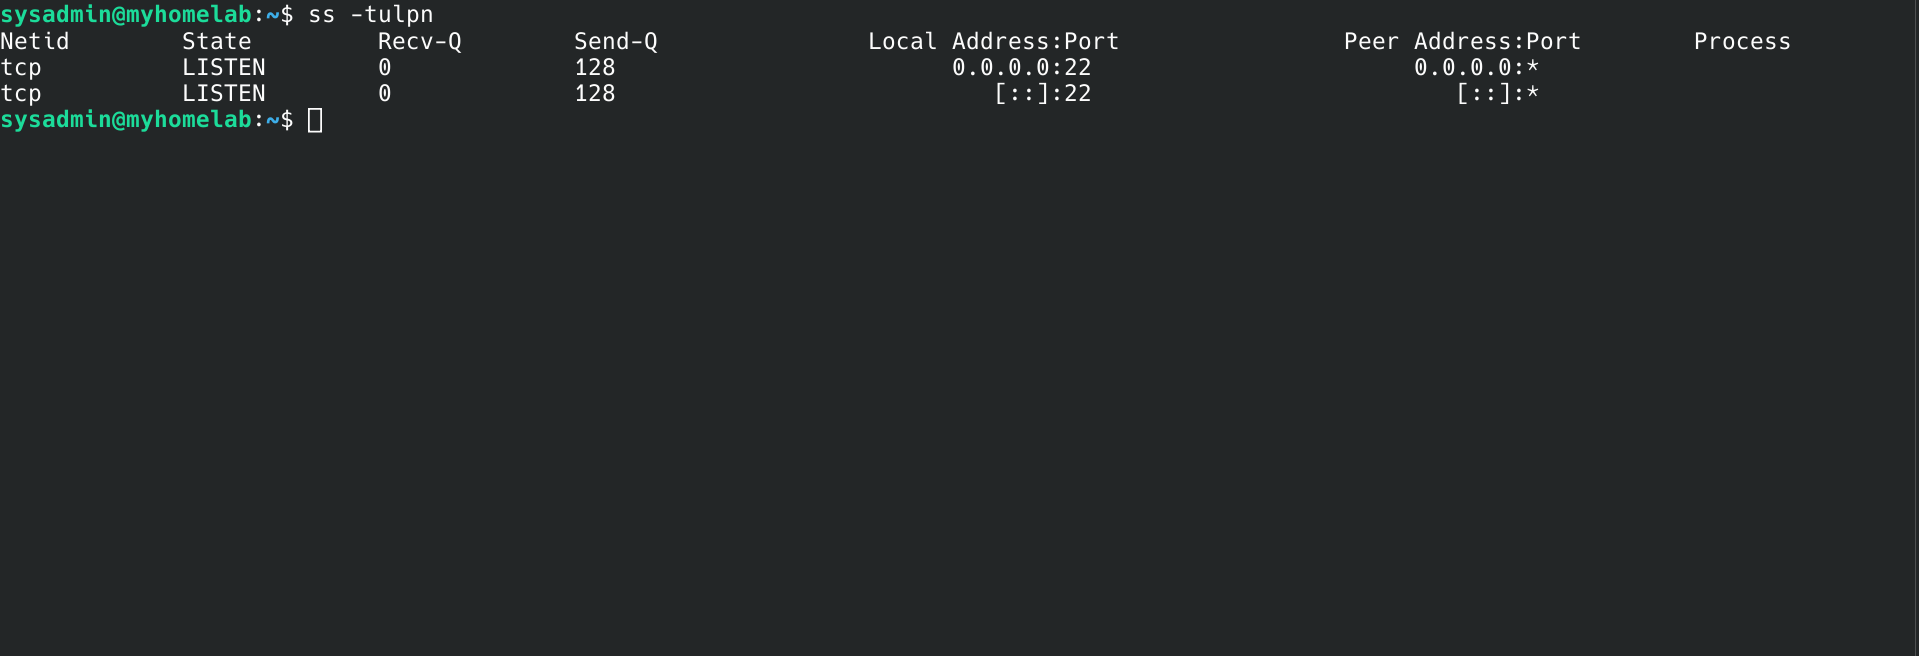 sysadmin@myhomelab:~$ ss -tulpn
Netid State Recv-Q Send-Q Local Address:Port Peer Address:Port Process
tcp LISTEN 0 128 0.0.0.0:22 0.0.0.0:*
tcp LISTEN 0 128 [::]:22 [::]:*
sysadmin@myhomelab:~$